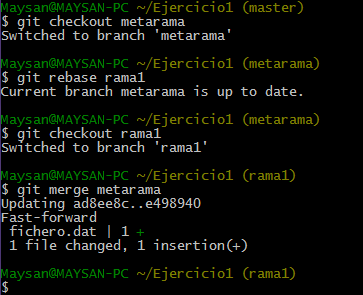 Maysan@MAYSAN-PC ~/Ejercicio1 (master)
$ git checkout metarama
Switched to branch 'metarama'
Maysan@MAYSAN-PC ~/Ejercicio1 (metarama)
$ git rebase rama1
Current branch metarama is up to date.
Maysan@MAYSAN-PC ~/Ejercicio1 (metarama)
$ git checkout rama1
Switched to branch 'rama1'
Maysan@MAYSAN-PC ~/Ejercicio1 (rama1)
$ git merge metarama
Updating ad8ee8c..e498940
Fast-forward
 fichero.dat | 1 +
 1 file changed, 1 insertion(+)
Maysan@MAYSAN-PC ~/Ejercicio1 (rama1)
$